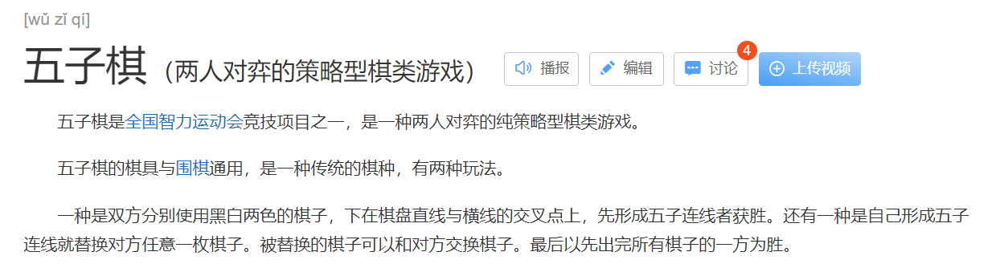 [wǔ zǐ qí]
五子棋（两人对弈的策略型棋类游戏） 播报 编辑 讨论 4 上传视频
五子棋是全国智力运动会竞技项目之一，是一种两人对弈的纯策略型棋类游戏。
五子棋的棋具与围棋通用，是一种传统的棋种，有两种玩法。
一种是双方分别使用黑白两色的棋子，下在棋盘直线与横线的交叉点上，先形成五子连线者获胜。还有一种是自己形成五子
连线就替换对方任意一枚棋子。被替换的棋子可以和对方交换棋子。最后以先出完所有棋子的一方为胜。